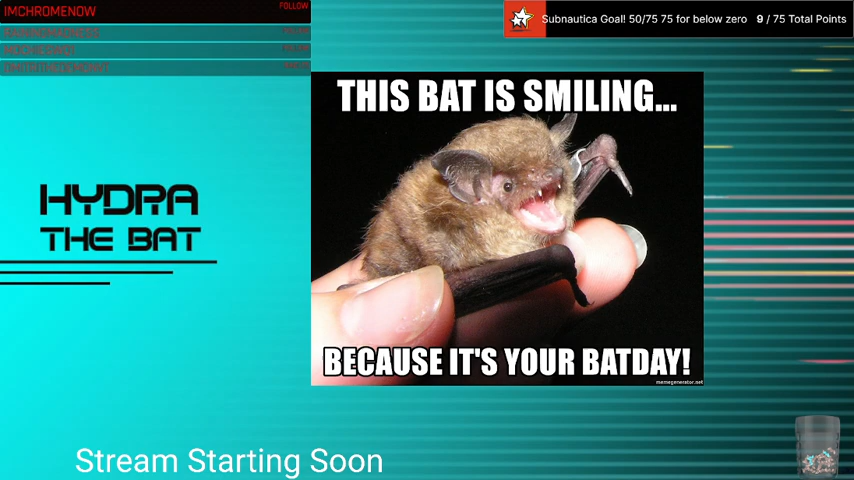 IMCHROMENOW
FOLLOW
Subnautica Goal! 50/75 75 for below zero 9 / 75 Total Points
FOLLOW
THIS BAT IS SMILING...
HYDRA
THE BAT
BECAUSE IT'S YOUR BATDAY!
memegenerator.net
Stream Starting Soon